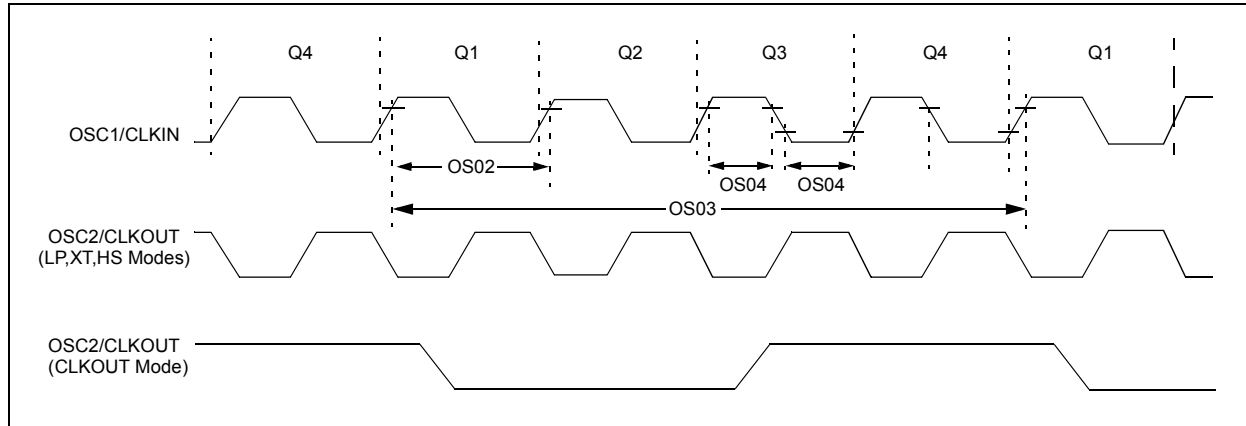 Q4 Q1 Q2 Q3 Q4 Q1
OSC1/CLKIN
OS02
OS04 OS04
OS03
OSC2/CLKOUT
(LP,XT,HS Modes)
OSC2/CLKOUT
(CLKOUT Mode)